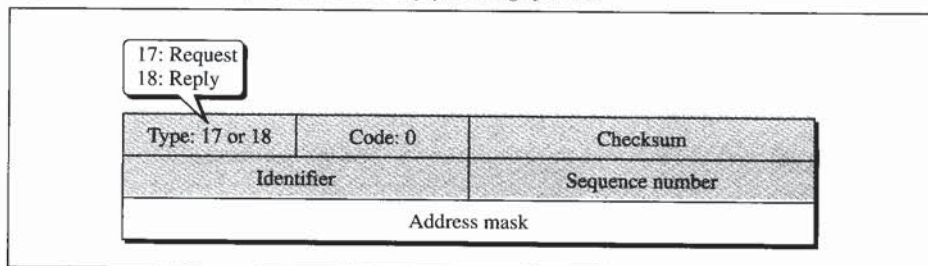 17: Request
18: Reply
Type: 17 or 18 Code: 0 Checksum
Identifier Sequence number
Address mask